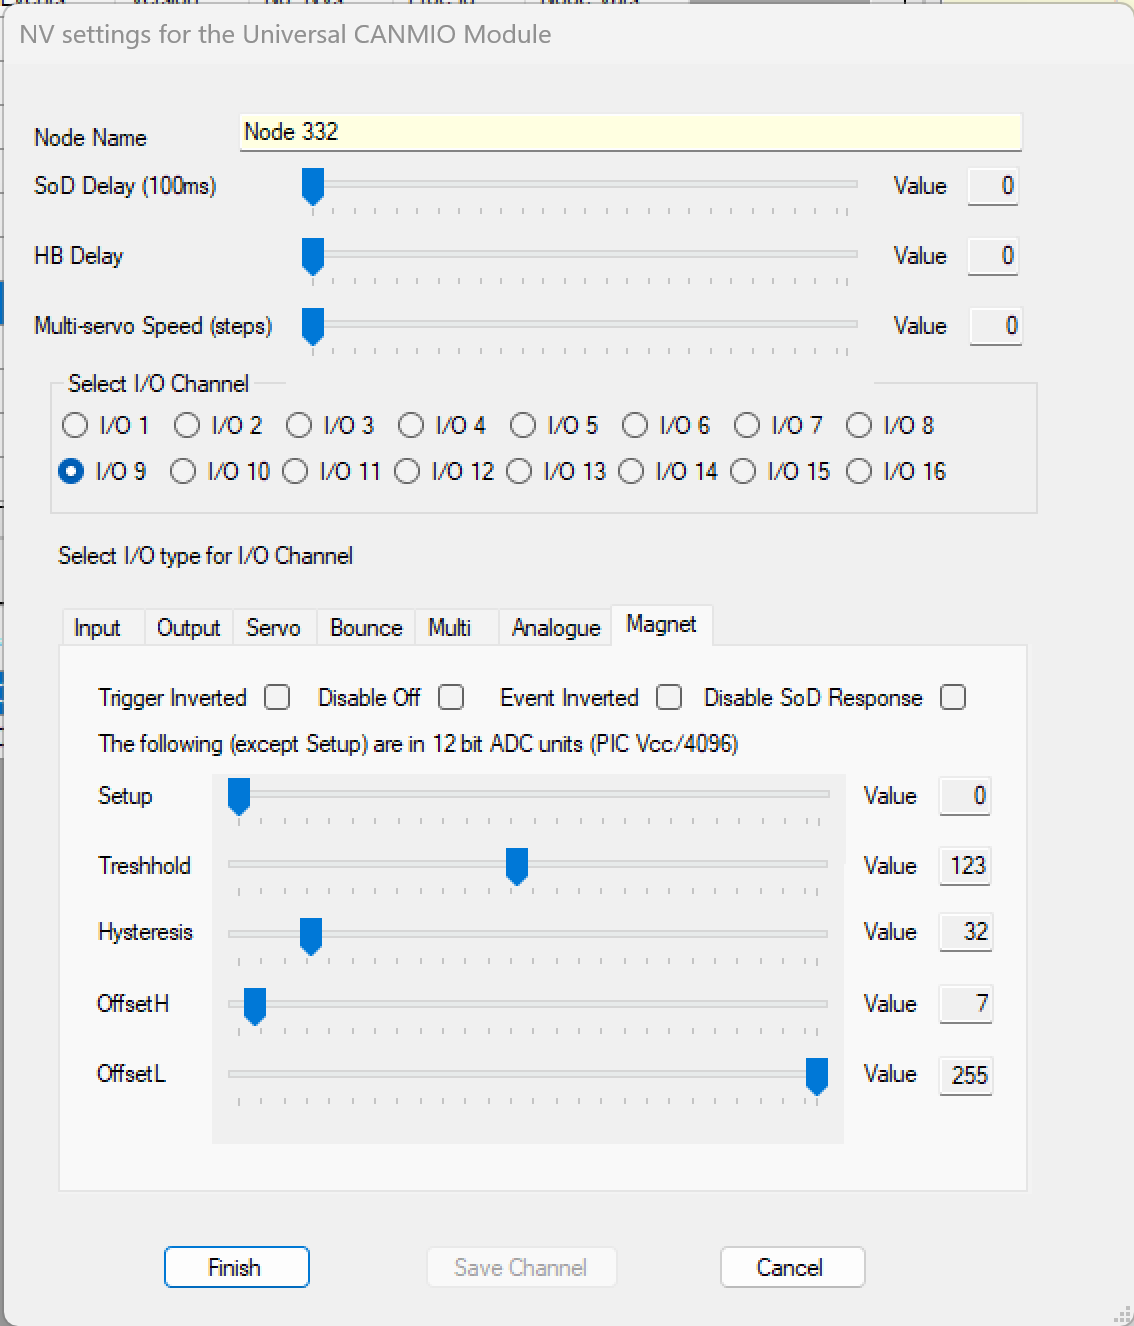 NV settings for the Universal CANMIO Module
Node Name Node 332
SoD Delay (100ms) Value 0
HB Delay Value 0
Multi-servo Speed (steps) Value 0
Select I/O Channel
I/O 1 I/O 2 I/O 3 I/O 4 I/O 5 I/O 6 I/O 7 I/O 8
I/O 9 I/O 10 I/O 11 I/O 12 I/O 13 I/O 14 I/O 15 I/O 16
Select I/O type for I/O Channel
Input Output Servo Bounce Multi Analogue Magnet
Trigger Inverted Disable Off Event Inverted Disable SoD Response
The following (except Setup) are in 12 bit ADC units (PIC Vcc/4096)
Setup Value 0
Treshhold Value 123
Hysteresis Value 32
OffsetH Value 7
OffsetL Value 255
Finish Save Channel Cancel